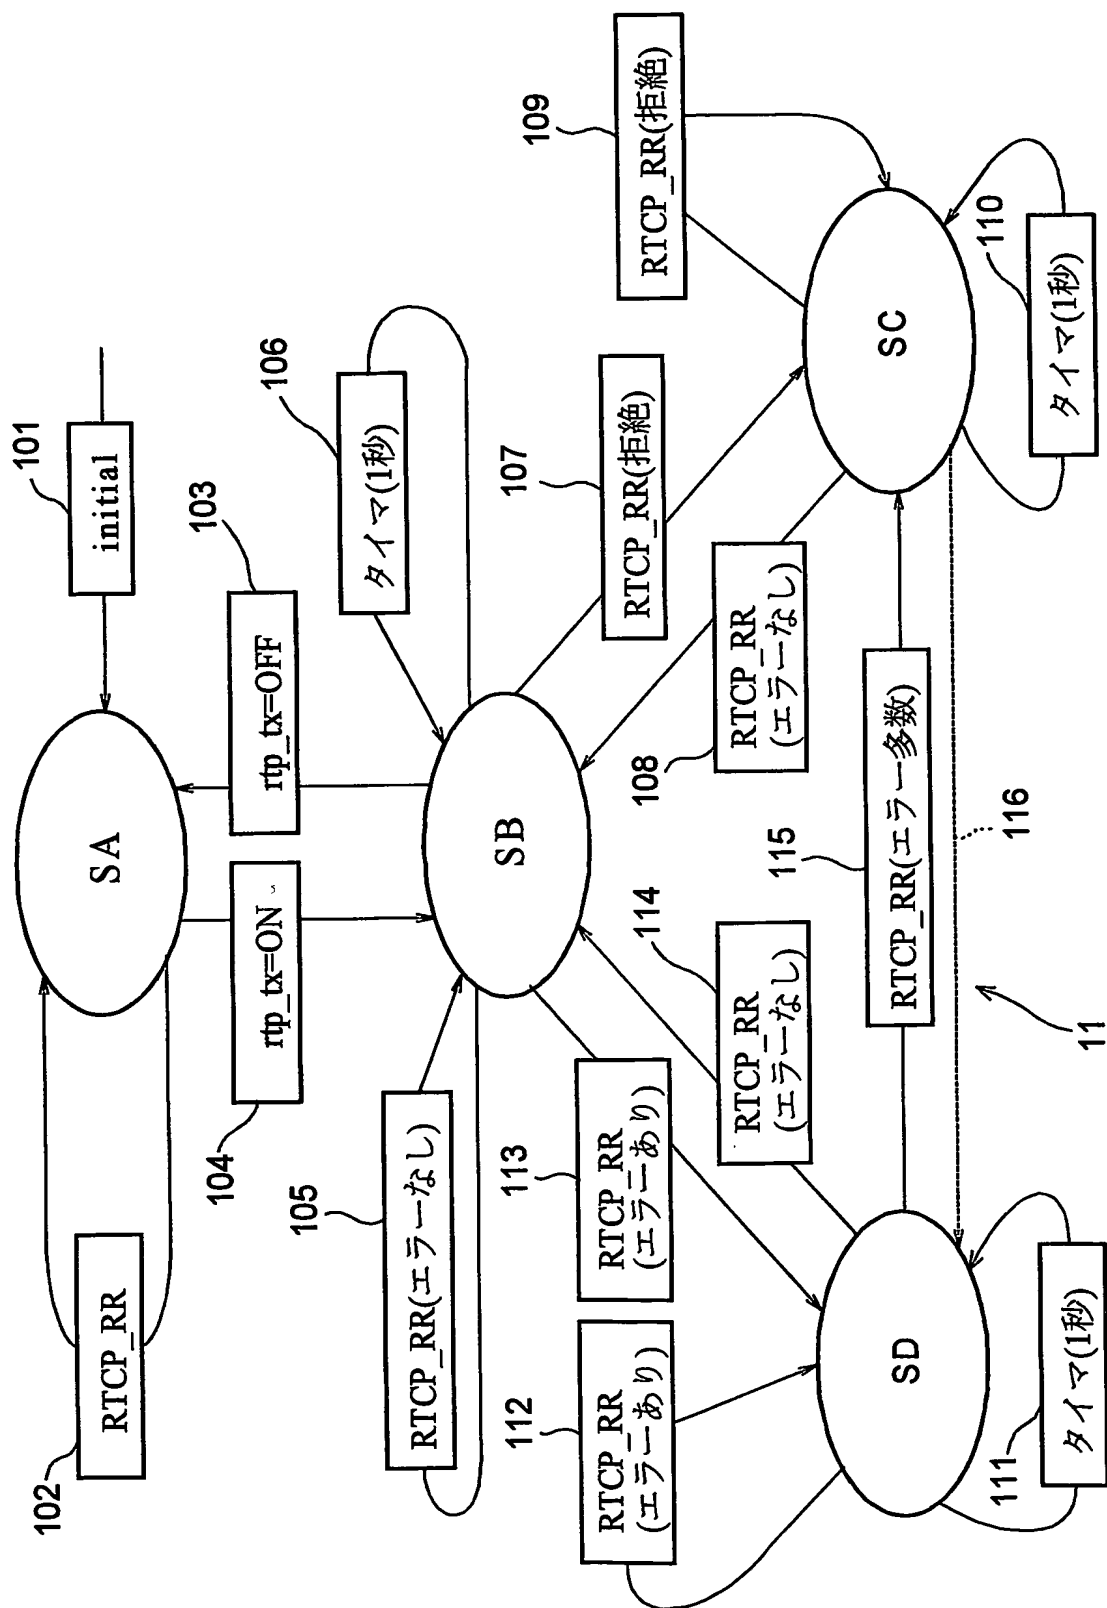 101
initial
102
RTCP_RR
SA
103
rtp_tx=OFF
104
rtp_tx=ON
105
RTCP_RR(エラーなし)
106
タイマ(1秒)
SB
107
RTCP_RR(拒絶)
108
RTCP_RR
(エラーなし)
109
RTCP_RR(拒絶)
SC
110
タイマ(1秒)
112
RTCP_RR
(エラーあり)
113
RTCP_RR
(エラーあり)
114
RTCP_RR
(エラーなし)
115
RTCP_RR(エラー多数)
116
SD
111
タイマ(1秒)
11